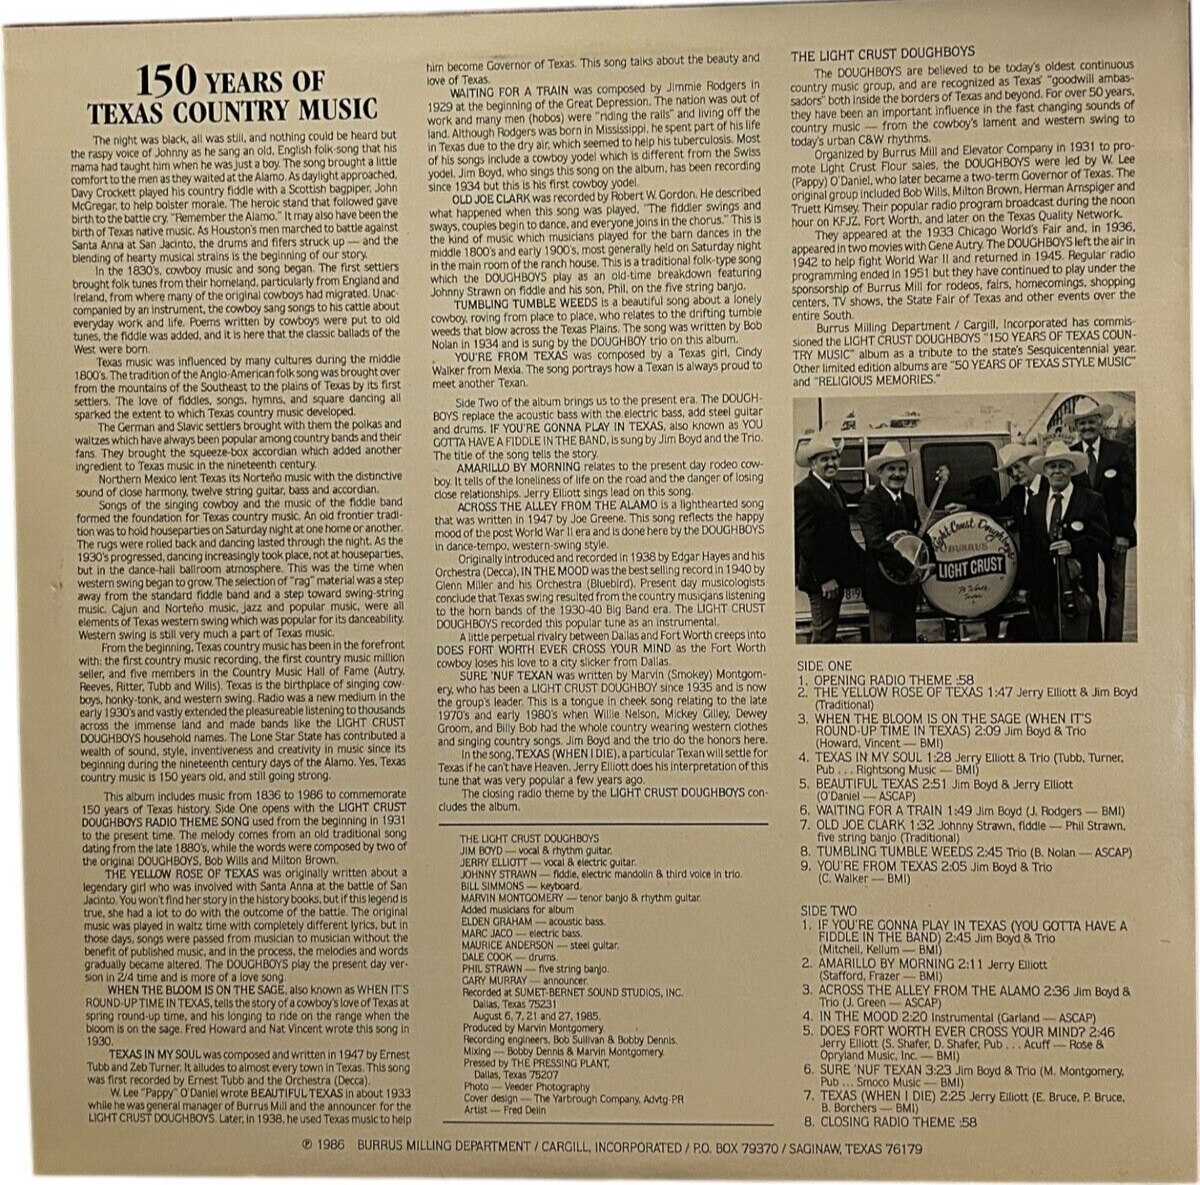 150 YEARS OF
TEXAS COUNTRY MUSIC
The night was black, all was still, and nothing could be heard but
the raspy voice of Johnny as he sang an old, English folk-song that his
mama had taught him when he was just a boy. The song brought a little
comfort to the men as they waited at the Alamo. As daylight approached,
Davy Crockett played his country fiddle with a Scottish bagpiper, John
McGregar, to help bolster morale. The heroic stand that followed gave
birth to the battle cry, "Remember the Alamo." It may also have been the
birth of Texas native music. As Houston's men marched to battle against
Santa Anna at San Jacinto, the drums and fifers struck up — and the
blending of hearty musical strains is the beginning of our story.
In the 1830's, cowboy music and song began. The first settlers
brought folk tunes from their homeland, particularly from England and
Ireland, from where many of the original cowboys had migrated. Unac-
companied by an instrument, the cowboy sang songs to his cattle about
everyday work and life. Poems written by cowboys were put to old
tunes, the fiddle was added, and it is here that the classic ballads of the
West were born.
Texas music was influenced by many cultures during the middle
1800's. The tradition of the Anglo-American folk song was brought over
from the mountains of the Southeast to the plains of Texas by its first
settlers. The love of fiddles, songs, hymns, and square dancing all
sparked the extent to which Texas country music developed.
The German and Slavic settlers brought with them the polkas and
waltzes which have always been popular among country bands and their
fans. They brought the squeeze-box accordian which added another
ingredient to Texas music in the nineteenth century.
Northern Mexico lent Texas its Norteño music with the distinctive
sound of close harmony, twelve string guitar, bass and accordian.
Songs of the singing cowboy and the music of the fiddle band
formed the foundation for Texas country music. An old frontier tradi-
tion was to hold houseparties on Saturday night at one home or another.
The rugs were rolled back and dancing lasted through the night. As the
1930's progressed, dancing increasingly took place, not at houseparties,
but in the dance-hall ballroom atmosphere. This was the time when
western swing began to grow. The selection of "rag" material was a step
away from the standard fiddle band and a step toward swing-string
music. Cajun and Norteño music, jazz and popular music, were all
elements of Texas western swing which was popular for its danceability.
Western swing is still very much a part of Texas music.
From the beginning, Texas country music has been in the forefront
with: the first country music recording, the first country music million
seller, and five members in the Country Music Hall of Fame (Autry,
Reeves, Ritter, Tubb and Wills). Texas is the birthplace of singing cow-
boys, honky-tonk, and western swing. Radio was a new medium in the
early 1930's and vastly extended the pleasureable listening to thousands
across the immense land and made bands like the LIGHT CRUST
DOUGHBOYS household names. The Lone Star State has contributed a
wealth of sound, style, inventiveness and creativity in music since its
beginning during the nineteenth century days of the Alamo. Yes, Texas
country music is 150 years old, and still going strong.
This album includes music from 1836 to 1986 to commemorate
150 years of Texas history. Side One opens with the LIGHT CRUST
DOUGHBOYS RADIO THEME SONG used from the beginning in 1931
to the present time. The melody comes from an old traditional song
dating from the late 1880's, while the words were composed by two of
the original DOUGHBOYS, Bob Wills and Milton Brown.
THE YELLOW ROSE OF TEXAS was originally written about a
legendary girl who was involved with Santa Anna at the battle of San
Jacinto. You won't find her story in the history books, but if this legend is
true, she had a lot to do with the outcome of the battle. The original
music was played in waltz time with completely different lyrics, but in
those days, songs were passed from musician to musician without the
benefit of published music, and in the process, the melodies and words
gradually became altered. The DOUGHBOYS play the present day ver-
sion in 2/4 time and is more of a love song.
WHEN THE BLOOM IS ON THE SAGE, also known as WHEN IT'S
ROUND-UP TIME IN TEXAS, tells the story of a cowboy's love of Texas at
spring round-up time, and his longing to ride on the range when the
bloom is on the sage. Fred Howard and Nat Vincent wrote this song in
1930.
TEXAS IN MY SOUL was composed and written in 1947 by Ernest
Tubb and Zeb Turner. It alludes to almost every town in Texas. This song
was first recorded by Ernest Tubb and the Orchestra (Decca).
W. Lee "Pappy" O'Daniel wrote BEAUTIFUL TEXAS in about 1933
while he was general manager of Burrus Mill and the announcer for the
LIGHT CRUST DOUGHBOYS. Later, in 1938, he used Texas music to help
him become Governor of Texas. This song talks about the beauty and
love of Texas.
WAITING FOR A TRAIN was composed by Jimmie Rodgers in
1929 at the beginning of the Great Depression. The nation was out of
work and many men (hobos) were "riding the rails" and living off the
land. Although Rodgers was born in Mississippi, he spent part of his life
in Texas due to the dry air, which seemed to help his tuberculosis. Most
of his songs include a cowboy yodel which is different from the Swiss
yodel. Jim Boyd, who sings this song on the album, has been recording
since 1934 but this is his first cowboy yodel.
OLD JOE CLARK was recorded by Robert W. Gordon. He described
what happened when this song was played, "The fiddler swings and
sways, couples begin to dance, and everyone joins in the chorus." This is
the kind of music which musicians played for the barn dances in the
middle 1800's and early 1900's, most generally held on Saturday night
in the main room of the ranch house. This is a traditional folk-type song
which the DOUGHBOYS play as an old-time breakdown featuring
Johnny Strawn on fiddle and his son, Phil, on the five string banjo.
TUMBLING TUMBLE WEEDS is a beautiful song about a lonely
cowboy, roving from place to place, who relates to the drifting tumble
weeds that blow across the Texas Plains. The song was written by Bob
Nolan in 1934 and is sung by the DOUGHBOY trio on this album.
YOU'RE FROM TEXAS was composed by a Texas girl, Cindy
Walker from Mexia. The song portrays how a Texan is always proud to
meet another Texan.
Side Two of the album brings us to the present era. The DOUGH-
BOYS replace the acoustic bass with the electric bass, add steel guitar
and drums. IF YOU'RE GONNA PLAY IN TEXAS, also known as YOU
GOTTA HAVE A FIDDLE IN THE BAND, is sung by Jim Boyd and the Trio.
The title of the song tells the story.
AMARILLO BY MORNING relates to the present day rodeo cow-
boy. It tells of the loneliness of life on the road and the danger of losing
close relationships. Jerry Elliott sings lead on this song.
ACROSS THE ALLEY FROM THE ALAMO is a lighthearted song
that was written in 1947 by Joe Greene. This song reflects the happy
mood of the post World War II era and is done here by the DOUGHBOYS
in dance-tempo, western-swing style.
Originally introduced and recorded in 1938 by Edgar Hayes and his
Orchestra (Decca), IN THE MOOD was the best selling record in 1940 by
Glenn Miller and his Orchestra (Bluebird). Present day musicologists
conclude that Texas swing resulted from the country musicians listening
to the horn bands of the 1930-40 Big Band era. The LIGHT CRUST
DOUGHBOYS recorded this popular tune as an instrumental.
A little perpetual rivalry between Dallas and Fort Worth creeps into
DOES FORT WORTH EVER CROSS YOUR MIND as the Fort Worth
cowboy loses his love to a city slicker from Dallas.
SURE 'NUF TEXAN was written by Marvin (Smokey) Montgom-
ery, who has been a LIGHT CRUST DOUGHBOY since 1935 and is now
the group's leader. This is a tongue in cheek song relating to the late
1970's and early 1980's when Willie Nelson, Mickey Gilley, Dewey
Groom, and Billy Bob had the whole country wearing western clothes
and singing country songs. Jim Boyd and the trio do the honors here.
In the song, TEXAS (WHEN I DIE), a particular Texan will settle for
Texas if he can't have Heaven. Jerry Elliott does his interpretation of this
tune that was very popular a few years ago.
The closing radio theme by the LIGHT CRUST DOUGHBOYS con-
cludes the album.
THE LIGHT CRUST DOUGHBOYS
JIM BOYD — vocal & rhythm guitar.
JERRY ELLIOTT — vocal & electric guitar.
JOHNNY STRAWN — fiddle, electric mandolin & third voice in trio.
BILL SIMMONS — keyboard.
MARVIN MONTGOMERY — tenor banjo & rhythm guitar.
Added musicians for album
ELDEN GRAHAM — acoustic bass.
MARC JACO — electric bass.
MAURICE ANDERSON — steel guitar.
DALE COOK — drums.
PHIL STRAWN — five string banjo.
GARY MURRAY — announcer.
Recorded at SUMET-BERNET SOUND STUDIOS, INC.
Dallas, Texas 75231
August 6, 7, 21 and 27, 1985.
Produced by Marvin Montgomery.
Recording engineers, Bob Sullivan & Bobby Dennis.
Mixing — Bobby Dennis & Marvin Montgomery.
Pressed by THE PRESSING PLANT,
Dallas, Texas 75207
Photo — Veeder Photography
Cover design — The Yarbrough Company, Advtg-PR
Artist — Fred Delin
THE LIGHT CRUST DOUGHBOYS
The DOUGHBOYS are believed to be today's oldest continuous
country music group, and are recognized as Texas' "goodwill ambas-
sadors" both inside the borders of Texas and beyond. For over 50 years,
they have been an important influence in the fast changing sounds of
country music — from the cowboy's lament and western swing to
today's urban C&W rhythms.
Organized by Burrus Mill and Elevator Company in 1931 to pro-
mote Light Crust Flour sales, the DOUGHBOYS were led by W. Lee
(Pappy) O'Daniel, who later became a two-term Governor of Texas. The
original group included Bob Wills, Milton Brown, Herman Arnspiger and
Truett Kimsey. Their popular radio program broadcast during the noon
hour on KFJZ, Fort Worth, and later on the Texas Quality Network.
They appeared at the 1933 Chicago World's Fair and, in 1936,
appeared in two movies with Gene Autry. The DOUGHBOYS left the air in
1942 to help fight World War II and returned in 1945. Regular radio
programming ended in 1951 but they have continued to play under the
sponsorship of Burrus Mill for rodeos, fairs, homecomings, shopping
centers, TV shows, the State Fair of Texas and other events over the
entire South.
Burrus Milling Department / Cargill, Incorporated has commis-
sioned the LIGHT CRUST DOUGHBOYS "150 YEARS OF TEXAS COUN-
TRY MUSIC" album as a tribute to the state's Sesquicentennial year.
Other limited edition albums are "50 YEARS OF TEXAS STYLE MUSIC"
and "RELIGIOUS MEMORIES."
Light Crust Doughboys
BURRUS
LIGHT CRUST
SIDE ONE
1. OPENING RADIO THEME :58
2. THE YELLOW ROSE OF TEXAS 1:47 Jerry Elliott & Jim Boyd
(Traditional)
3. WHEN THE BLOOM IS ON THE SAGE (WHEN IT'S
ROUND-UP TIME IN TEXAS) 2:09 Jim Boyd & Trio
(Howard, Vincent — BMI)
4. TEXAS IN MY SOUL 1:28 Jerry Elliott & Trio (Tubb, Turner,
Pub . . . Rightsong Music — BMI)
5. BEAUTIFUL TEXAS 2:51 Jim Boyd & Jerry Elliott
(O'Daniel — ASCAP)
6. WAITING FOR A TRAIN 1:49 Jim Boyd (J. Rodgers — BMI)
7. OLD JOE CLARK 1:32 Johnny Strawn, fiddle — Phil Strawn,
five string banjo (Traditional)
8. TUMBLING TUMBLE WEEDS 2:45 Trio (B. Nolan — ASCAP)
9. YOU'RE FROM TEXAS 2:05 Jim Boyd & Trio
(C. Walker — BMI)
SIDE TWO
1. IF YOU'RE GONNA PLAY IN TEXAS (YOU GOTTA HAVE A
FIDDLE IN THE BAND) 2:45 Jim Boyd & Trio
(Mitchell, Kellum — BMI)
2. AMARILLO BY MORNING 2:11 Jerry Elliott
(Stafford, Frazer — BMI)
3. ACROSS THE ALLEY FROM THE ALAMO 2:36 Jim Boyd &
Trio (J. Green — ASCAP)
4. IN THE MOOD 2:20 Instrumental (Garland — ASCAP)
5. DOES FORT WORTH EVER CROSS YOUR MIND? 2:46
Jerry Elliott (S. Shafer, D. Shafer, Pub . . . Acuff — Rose &
Opryland Music, Inc. — BMI)
6. SURE 'NUF TEXAN 3:23 Jim Boyd & Trio (M. Montgomery,
Pub ... Smoco Music — BMI)
7. TEXAS (WHEN I DIE) 2:25 Jerry Elliott (E. Bruce, P. Bruce,
B. Borchers — BMI)
8. CLOSING RADIO THEME :58
℗ 1986 BURRUS MILLING DEPARTMENT / CARGILL, INCORPORATED / P.O. BOX 79370 / SAGINAW, TEXAS 76179